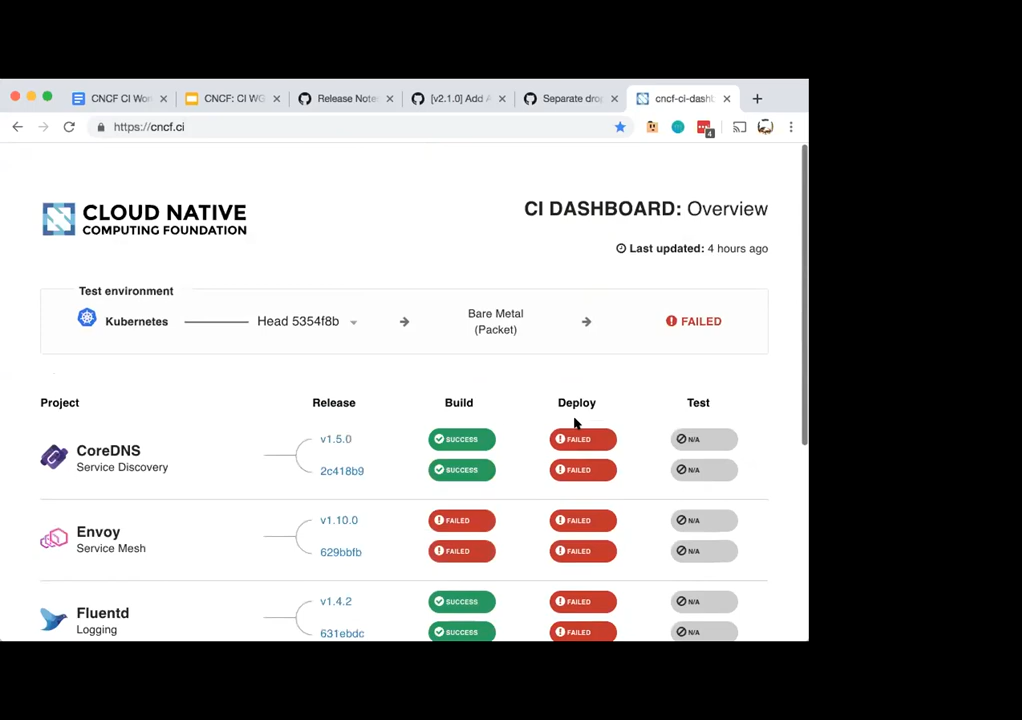 CNCF CI Wor
CNCF: CI WG
Release Note
[v2.1.0] Add A
Separate drop
cncf-ci-dashb
https://cncf.ci
4
CLOUD NATIVE
COMPUTING FOUNDATION
CI DASHBOARD: Overview
Last updated: 4 hours ago
Test environment
Kubernetes
Head 5354f8b
Bare Metal
(Packet)
FAILED
Project
Release
Build
Deploy
Test
CoreDNS
Service Discovery
v1.5.0
SUCCESS
FAILED
N/A
2c418b9
SUCCESS
FAILED
N/A
Envoy
Service Mesh
v1.10.0
FAILED
FAILED
N/A
629bbfb
FAILED
FAILED
N/A
Fluentd
Logging
v1.4.2
SUCCESS
FAILED
N/A
631ebdc
SUCCESS
FAILED
N/A